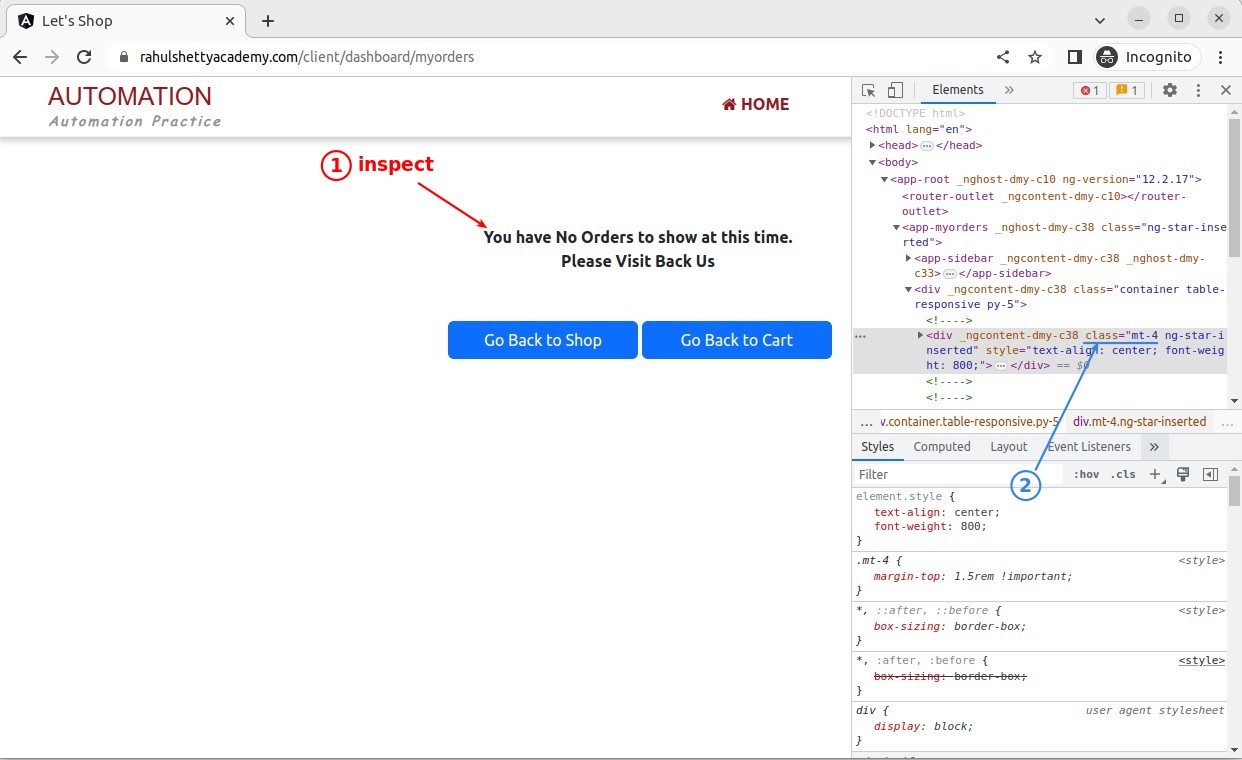 Let's Shop
rahulshettyacademy.com/client/dashboard/myorders
Incognito
AUTOMATION
Automation Practice
HOME
1 inspect
You have No Orders to show at this time.
Please Visit Back Us
Go Back to Shop
Go Back to Cart
Elements
1
1
<!DOCTYPE html>
<html lang="en">
<head>…</head>
<body>
<app-root _nghost-dmy-c10 ng-version="12.2.17">
<router-outlet _ngcontent-dmy-c10></router-
outlet>
<app-myorders _nghost-dmy-c38 class="ng-star-inse
rted">
<app-sidebar _ngcontent-dmy-c38 _nghost-dmy-
c33>…</app-sidebar>
<div _ngcontent-dmy-c38 class="container table-
responsive py-5">
<!---->
<div _ngcontent-dmy-c38 class="mt-4 ng-star-i
nserted" style="text-align: center; font-weig
ht: 800;">…</div> == $0
<!---->
<!---->
… v.container.table-responsive.py-5 div.mt-4.ng-star-inserted …
Styles Computed Layout Event Listeners
2
Filter :hov .cls
element.style {
text-align: center;
font-weight: 800;
}
.mt-4 { <style>
margin-top: 1.5rem !important;
}
*, ::after, ::before { <style>
box-sizing: border-box;
}
*, :after, :before { <style>
box-sizing: border-box;
}
div { user agent stylesheet
display: block;
}